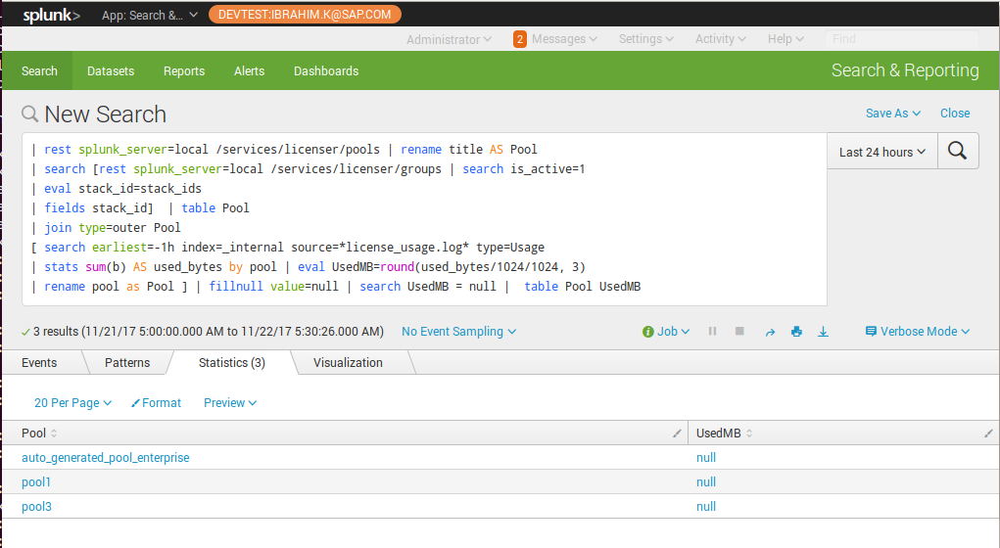 splunk> App: Search &... DEVTEST:IBRAHIM.K@SAP.COM
Administrator 2 Messages Settings Activity Help Find
Search Datasets Reports Alerts Dashboards Search & Reporting
New Search Save As Close
| rest splunk_server=local /services/licenser/pools | rename title AS Pool
| search [rest splunk_server=local /services/licenser/groups | search is_active=1
| eval stack_id=stack_ids
| fields stack_id]  | table Pool
| join type=outer Pool
[ search earliest=-1h index=_internal source=*license_usage.log* type=Usage
| stats sum(b) AS used_bytes by pool | eval UsedMB=round(used_bytes/1024/1024, 3)
| rename pool as Pool ] | fillnull value=null | search UsedMB = null |  table Pool UsedMB
Last 24 hours
3 results (11/21/17 5:00:00.000 AM to 11/22/17 5:30:26.000 AM) No Event Sampling Job Verbose Mode
Events Patterns Statistics (3) Visualization
20 Per Page Format Preview
Pool UsedMB
auto_generated_pool_enterprise null
pool1 null
pool3 null